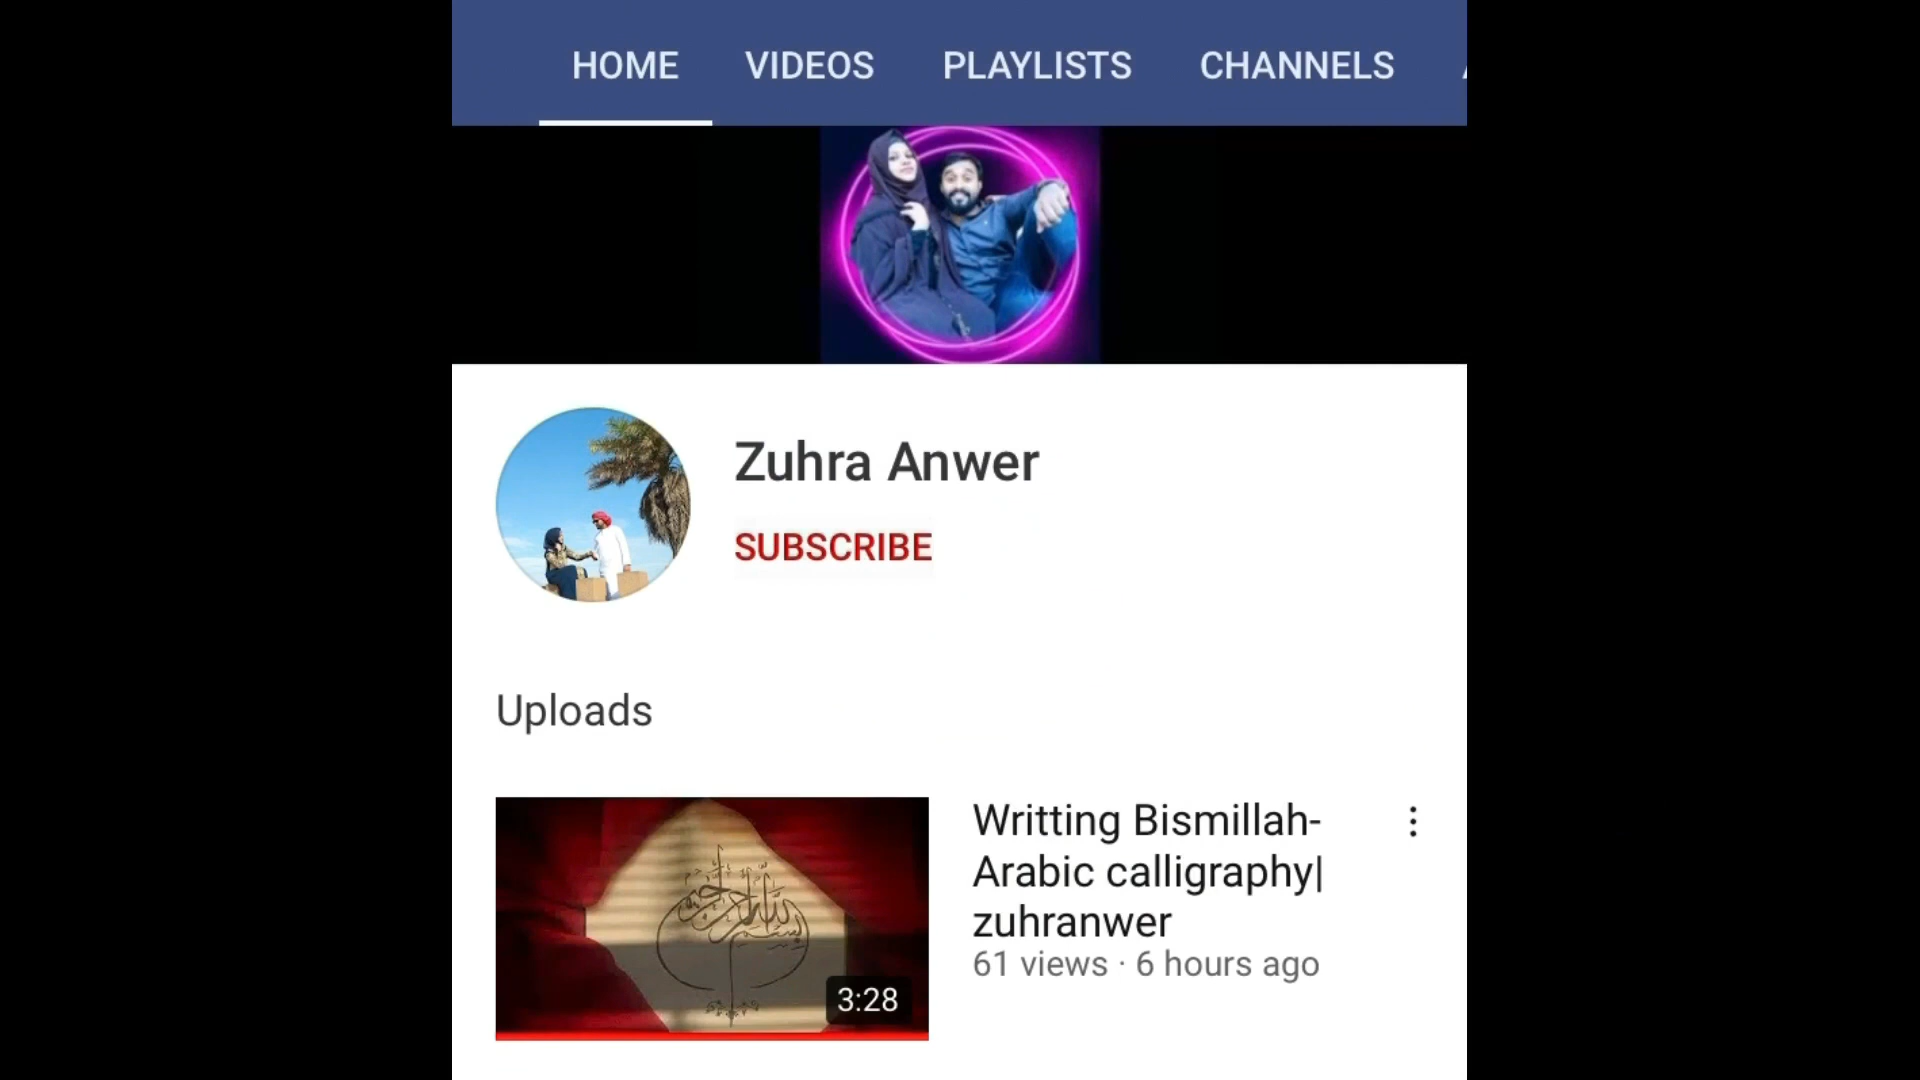 HOME VIDEOS PLAYLISTS CHANNELS
Zuhra Anwer
SUBSCRIBE
Uploads
Writting Bismillah-
Arabic calligraphy|
zuhranwer
61 views · 6 hours ago
3:28